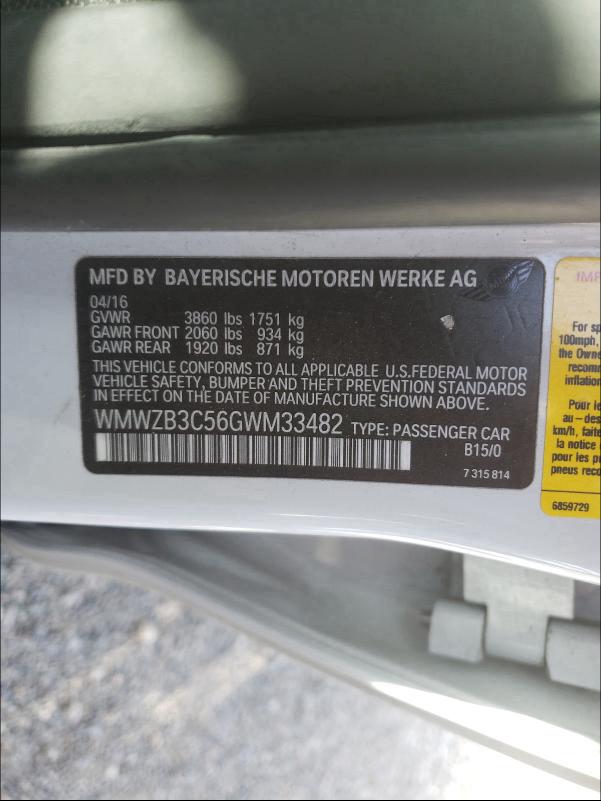 MFD BY BAYERISCHE MOTOREN WERKE AG
04/16
GVWR 3860 lbs 1751 kg
GAWR FRONT 2060 lbs 934 kg
GAWR REAR 1920 lbs 871 kg
THIS VEHICLE CONFORMS TO ALL APPLICABLE U.S.FEDERAL MOTOR
VEHICLE SAFETY, BUMPER AND THEFT PREVENTION STANDARDS
IN EFFECT ON THE DATE OF MANUFACTURE SHOWN ABOVE.
WMWZB3C56GWM33482 TYPE: PASSENGER CAR
B15/0
7 315 814
IMP
For sp
100mph,
the Owne
recomm
inflation
Pour le
au-des
km/h, faite
la notice
pour les p
pneus reco
6859729